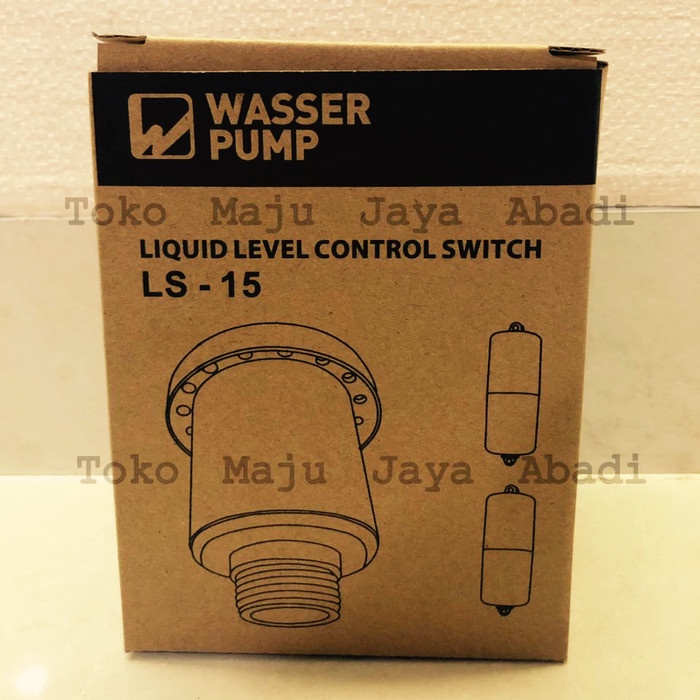 WASSER
PUMP
Toko Maju Jaya Abadi
LIQUID LEVEL CONTROL SWITCH
LS - 15
Toko Maju Jaya Abadi